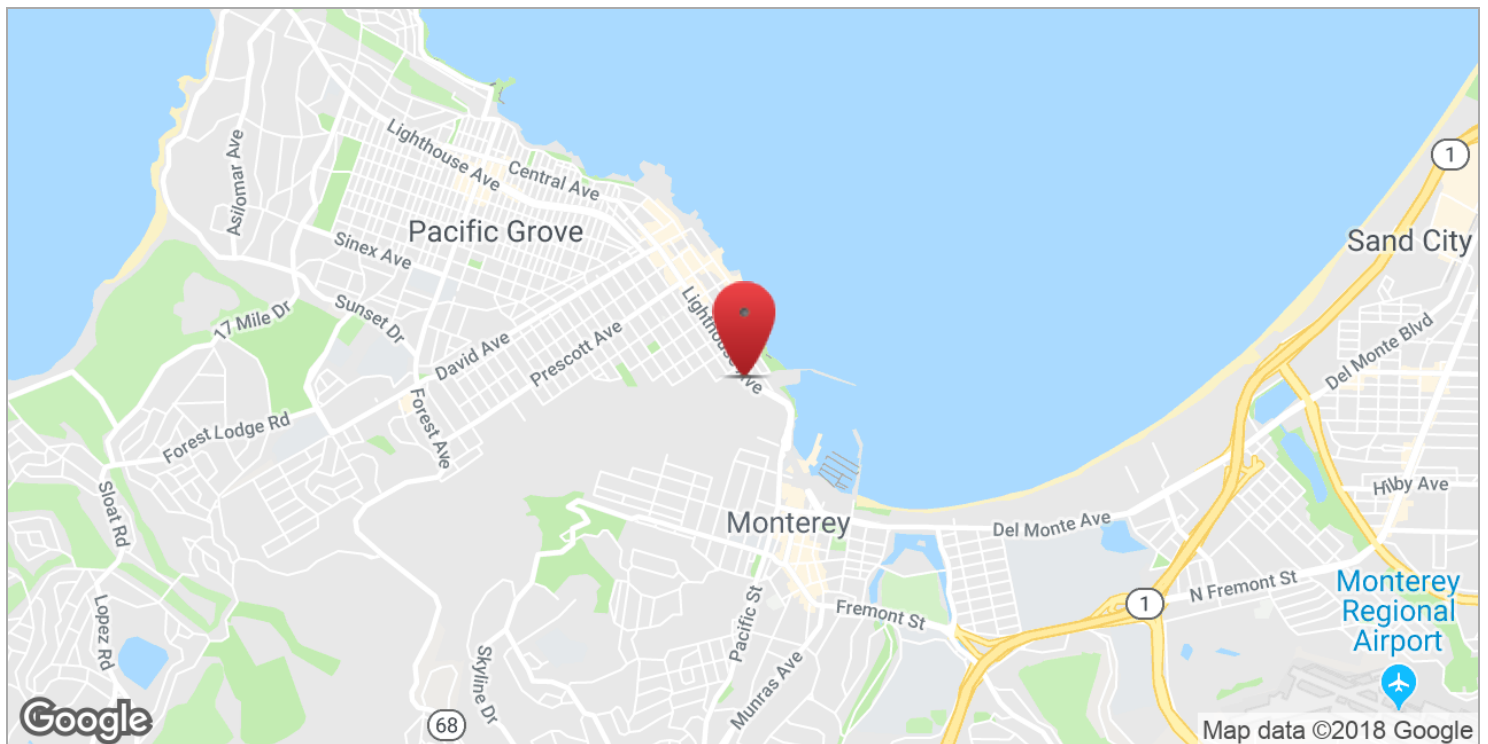 1
Lighthouse Ave
Central Ave
Asilomar Ave
Pacific Grove
Sand City
Sinex Ave
Lighthouse Ave
17 Mile Dr
Sunset Dr
David Ave
Prescott Ave
Del Monte Blvd
Forest Lodge Rd
Forest Ave
Hilby Ave
Sloat Rd
Monterey
Del Monte Ave
N Fremont St
Monterey
Regional
Airport
1
Lopez Rd
Pacific St
Fremont St
Skyline Dr
Munras Ave
68
Google
Map data ©2018 Google